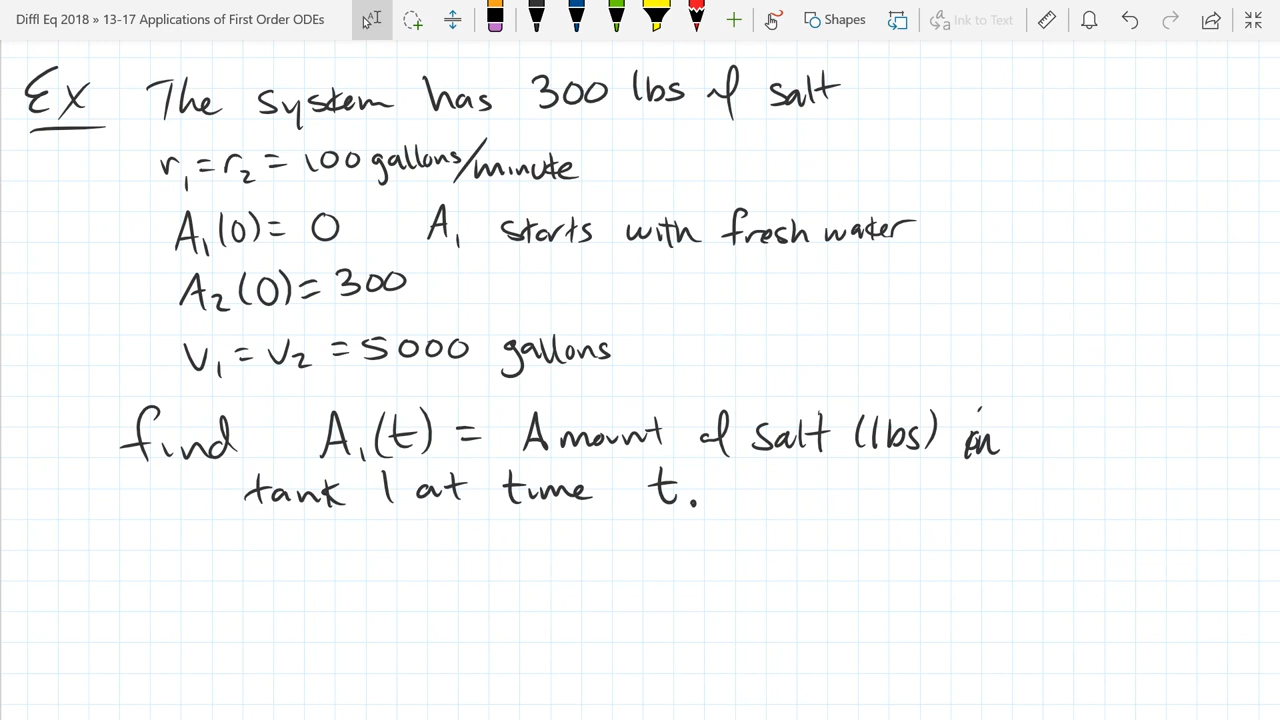 Diffl Eq 2018 » 13-17 Applications of First Order ODEs
Shapes
Ink to Text
Ex The system has 300 lbs of salt
r₁ = r₂ = 100 gallons/minute
A₁(0) = 0 A₁ starts with fresh water
A₂(0) = 300
V₁ = V₂ = 5000 gallons
find A₁(t) = Amount of salt (lbs) in
tank 1 at time t.